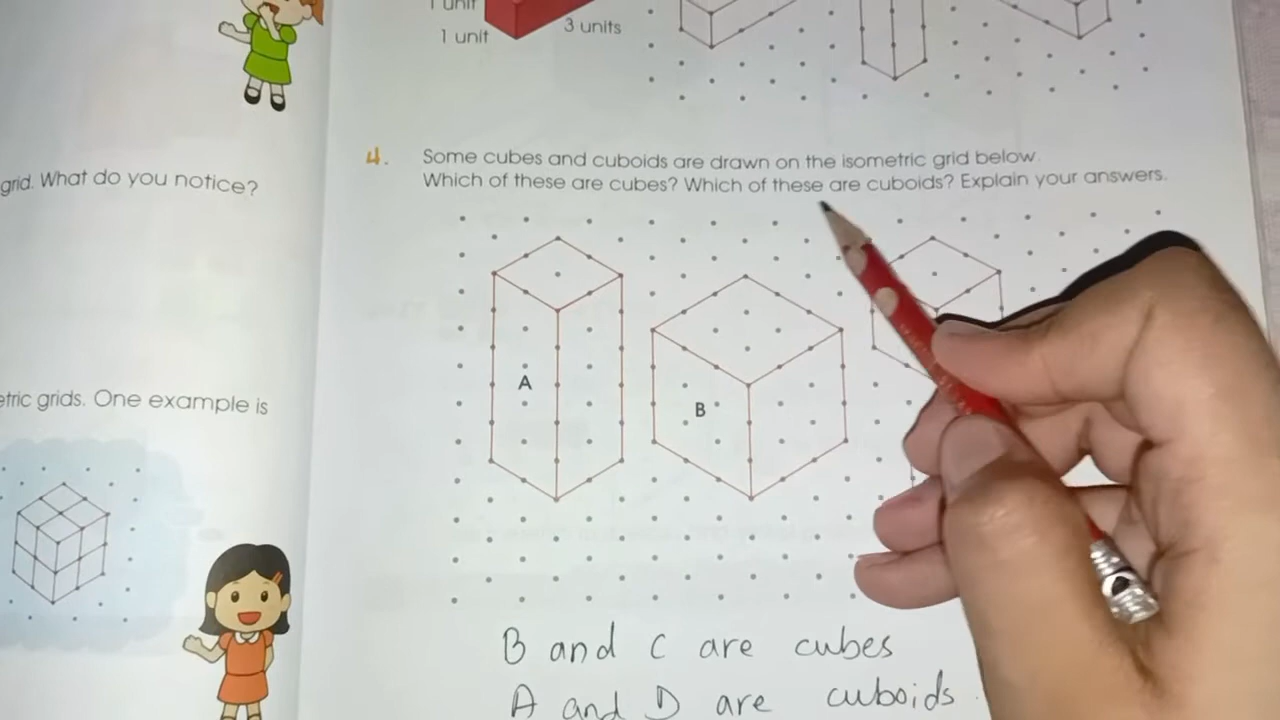 1 unit
1 unit
3 units
4. Some cubes and cuboids are drawn on the isometric grid below.
Which of these are cubes? Which of these are cuboids? Explain your answers.
grid. What do you notice?
A
B
etric grids. One example is
B and C are cubes
A and D are cuboids